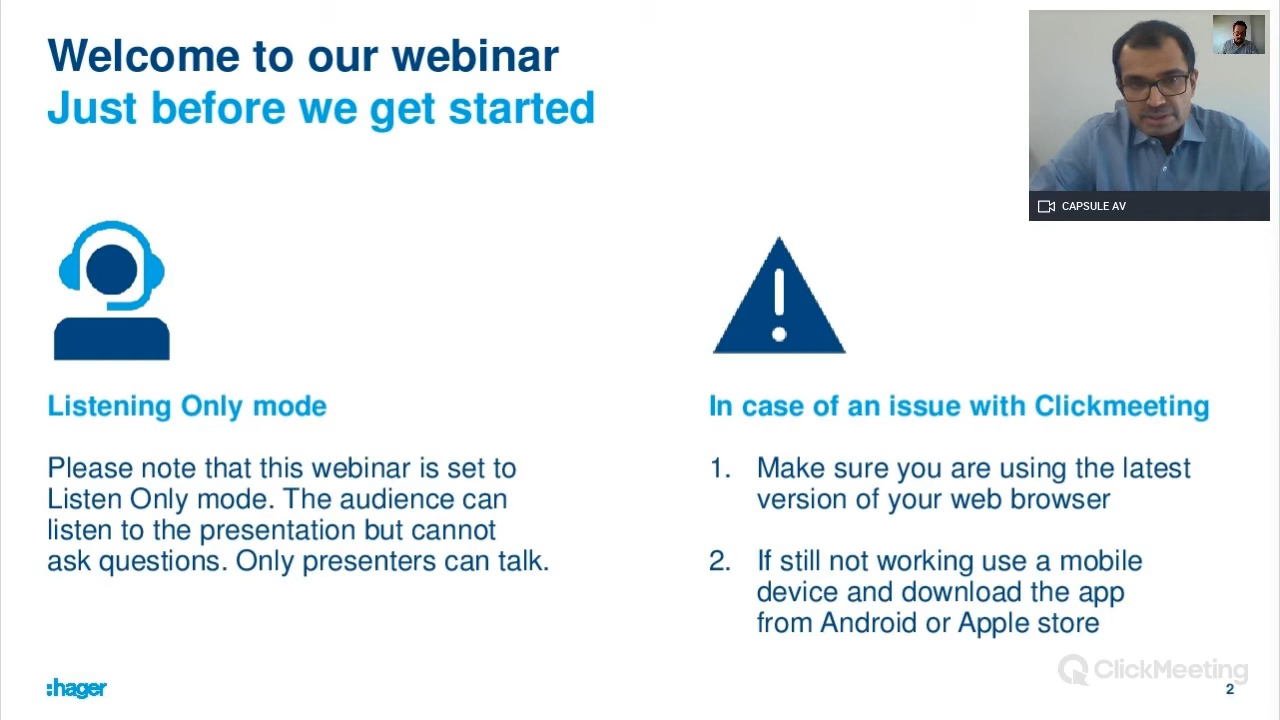 Welcome to our webinar
Just before we get started
CAPSULE AV
Listening Only mode
Please note that this webinar is set to
Listen Only mode. The audience can
listen to the presentation but cannot
ask questions. Only presenters can talk.
In case of an issue with Clickmeeting
1. Make sure you are using the latest
version of your web browser
2. If still not working use a mobile
device and download the app
from Android or Apple store
:hager
ClickMeeting
2